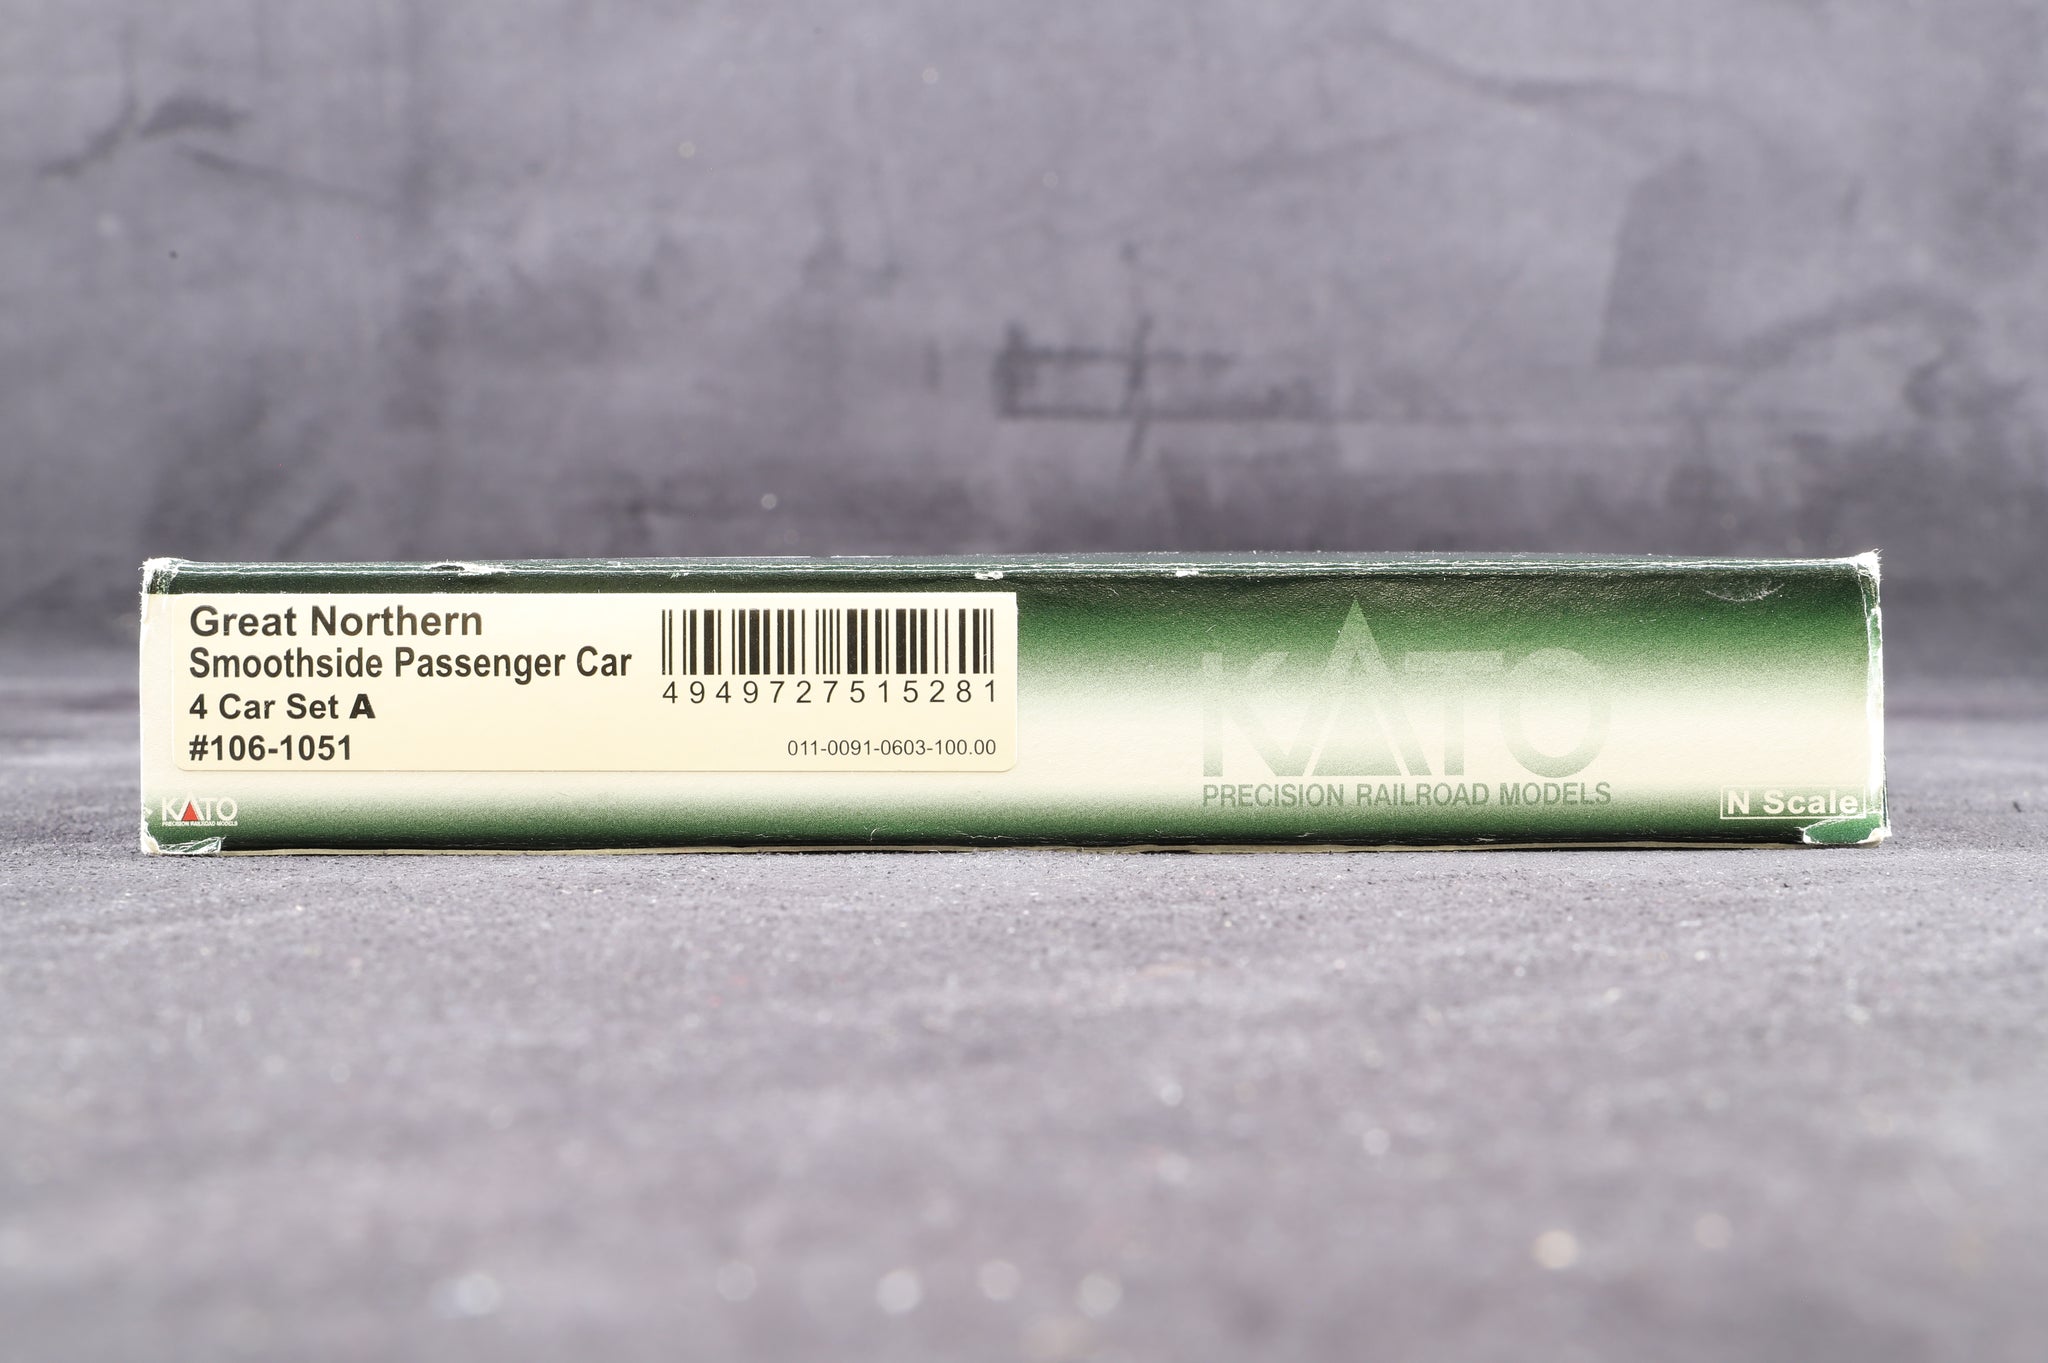 Great Northern
Smoothside Passenger Car
4 Car Set A
#106-1051
4949727515281
011-0091-0603-100.00
KATO
PRECISION RAILROAD MODELS
KATO
PRECISION RAILROAD MODELS
N Scale